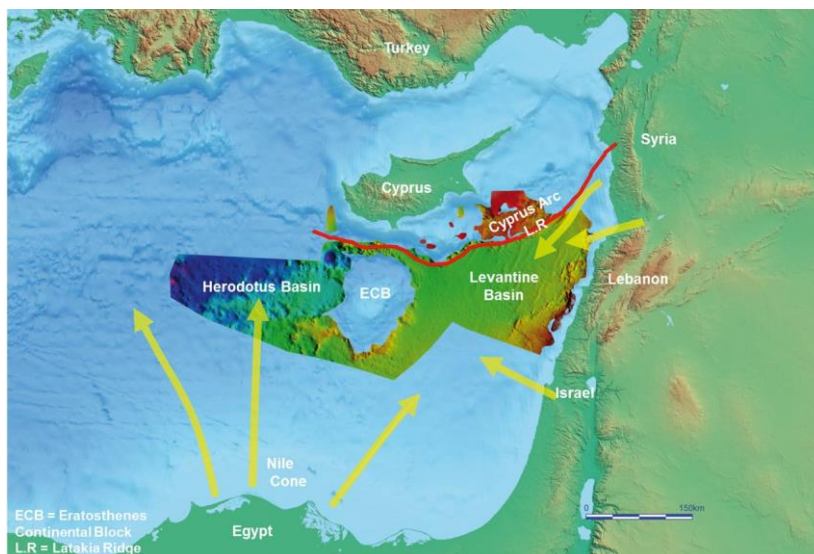 Turkey
Syria
Cyprus
Cyprus Arc
L.R
Herodotus Basin
ECB
Levantine
Basin
Lebanon
Israel
Nile
Cone
Egypt
0
150km
ECB = Eratosthenes
Continental Block
L.R = Latakia Ridge